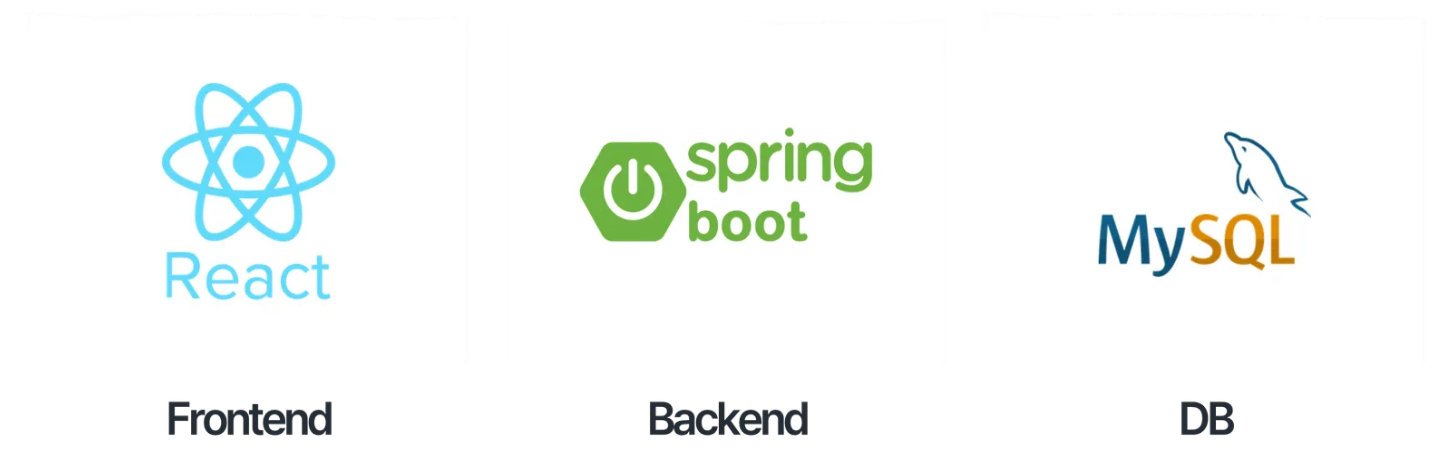 React
spring
boot
MySQL
Frontend
Backend
DB